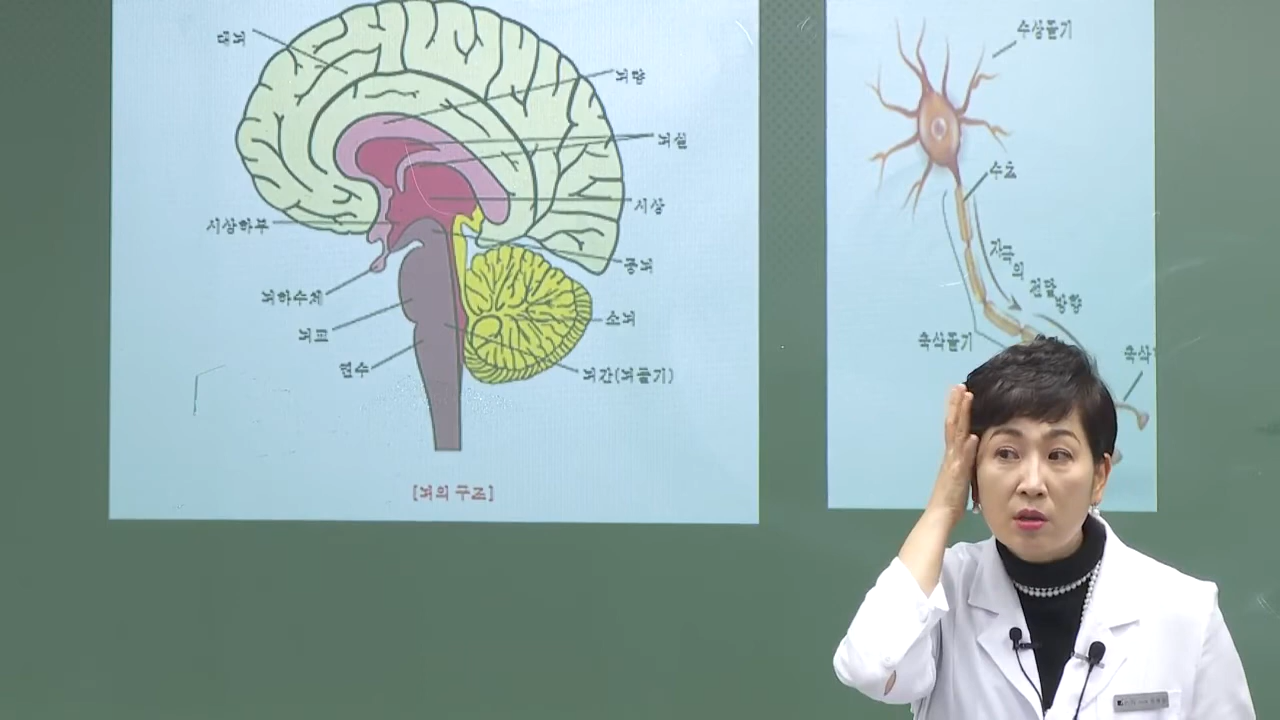 대뇌
뇌량
뇌실
시상
시상하부
중뇌
뇌하수체
소뇌
뇌교
연수
뇌간(뇌줄기)
[뇌의 구조]
수상돌기
수초
자극의 전달 방향
축삭돌기
축삭